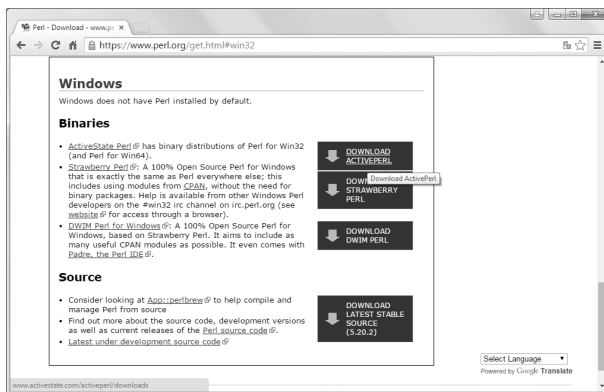 Perl - Download - www.pe
https://www.perl.org/get.html#win32
Windows
Windows does not have Perl installed by default.
Binaries
• ActiveState Perl has binary distributions of Perl for Win32
(and Perl for Win64).
• Strawberry Perl: A 100% Open Source Perl for Windows
that is exactly the same as Perl everywhere else; this
includes using modules from CPAN, without the need for
binary packages. Help is available from other Windows Perl
developers on the #win32 irc channel on irc.perl.org (see
website for access through a browser).
• DWIM Perl for Windows: A 100% Open Source Perl for
Windows, based on Strawberry Perl. It aims to include as
many useful CPAN modules as possible. It even comes with
Padre, the Perl IDE.
DOWNLOAD
ACTIVEPERL
Download ActivePerl
STRAWBERRY
PERL
DOWNLOAD
DWIM PERL
Source
• Consider looking at App::perlbrew to help compile and
manage Perl from source
• Find out more about the source code, development versions
as well as current releases of the Perl source code.
• Latest under development source code
DOWNLOAD
LATEST STABLE
SOURCE
(5.20.2)
Select Language
Powered by Google Translate
www.activestate.com/activeperl/downloads